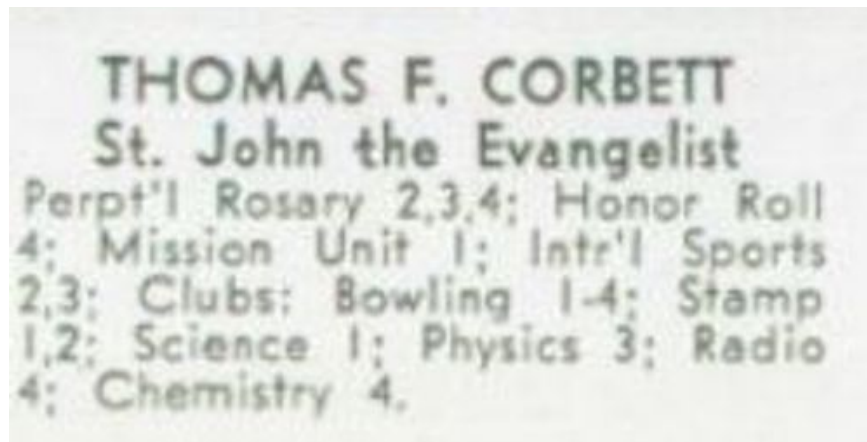 THOMAS F. CORBETT
St. John the Evangelist
Perpt'l Rosary 2,3,4; Honor Roll
4; Mission Unit 1; Intr'l Sports
2,3; Clubs: Bowling 1-4; Stamp
1,2; Science 1; Physics 3; Radio
4; Chemistry 4.